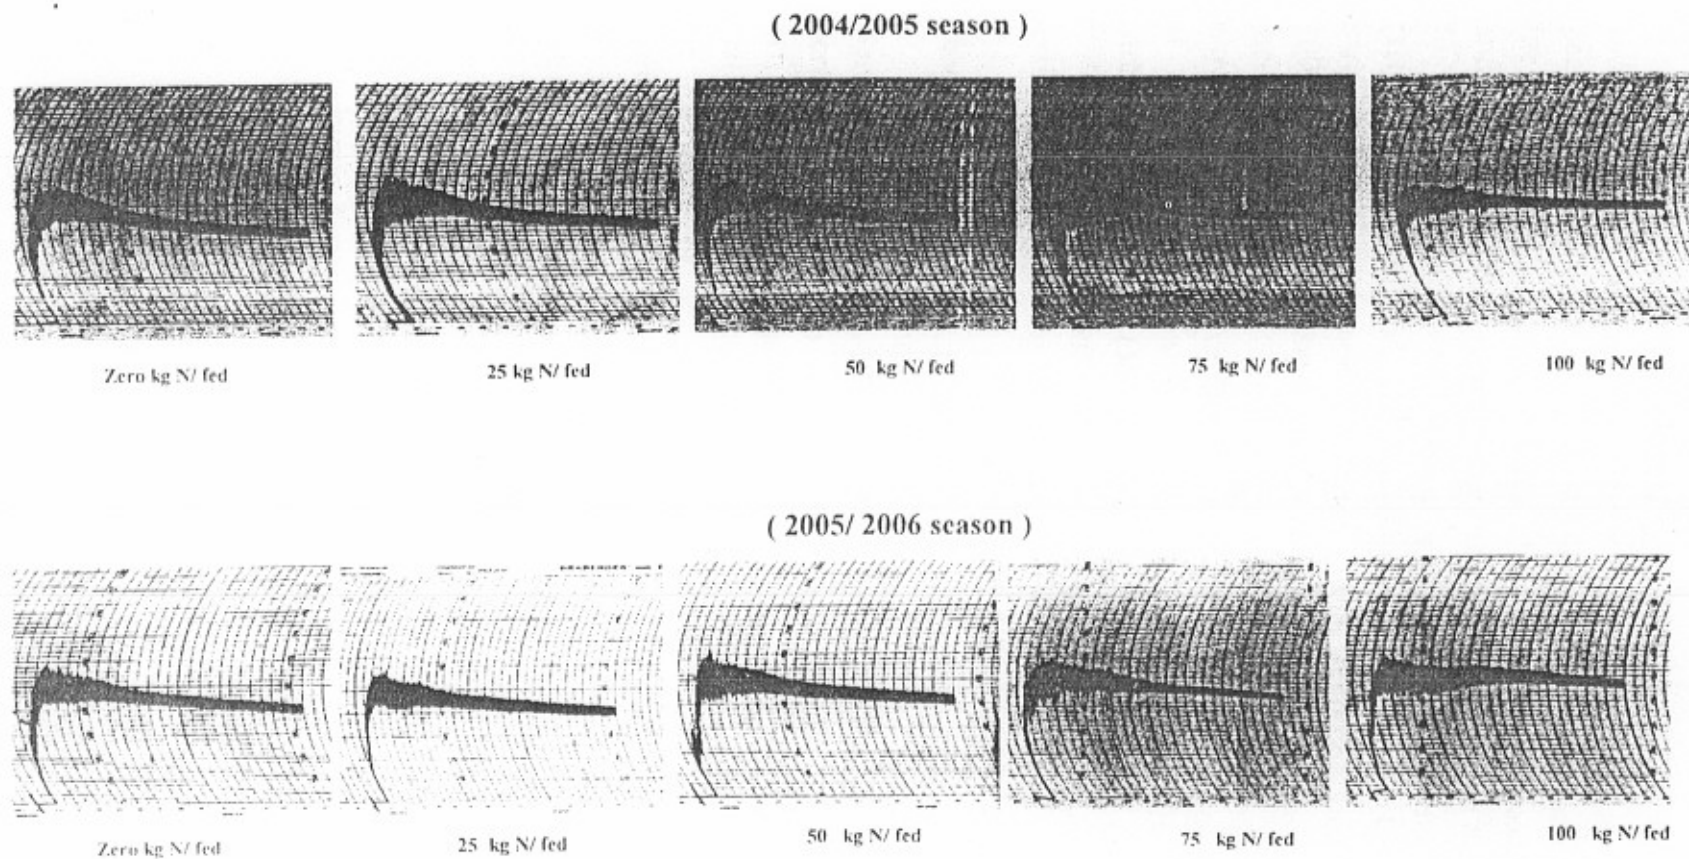 ( 2004/2005 season )
Zero kg N/ fed
25 kg N/ fed
50 kg N/ fed
75 kg N/ fed
100 kg N/ fed
( 2005/ 2006 season )
Zero kg N/ fed
25 kg N/ fed
50 kg N/ fed
75 kg N/ fed
100 kg N/ fed